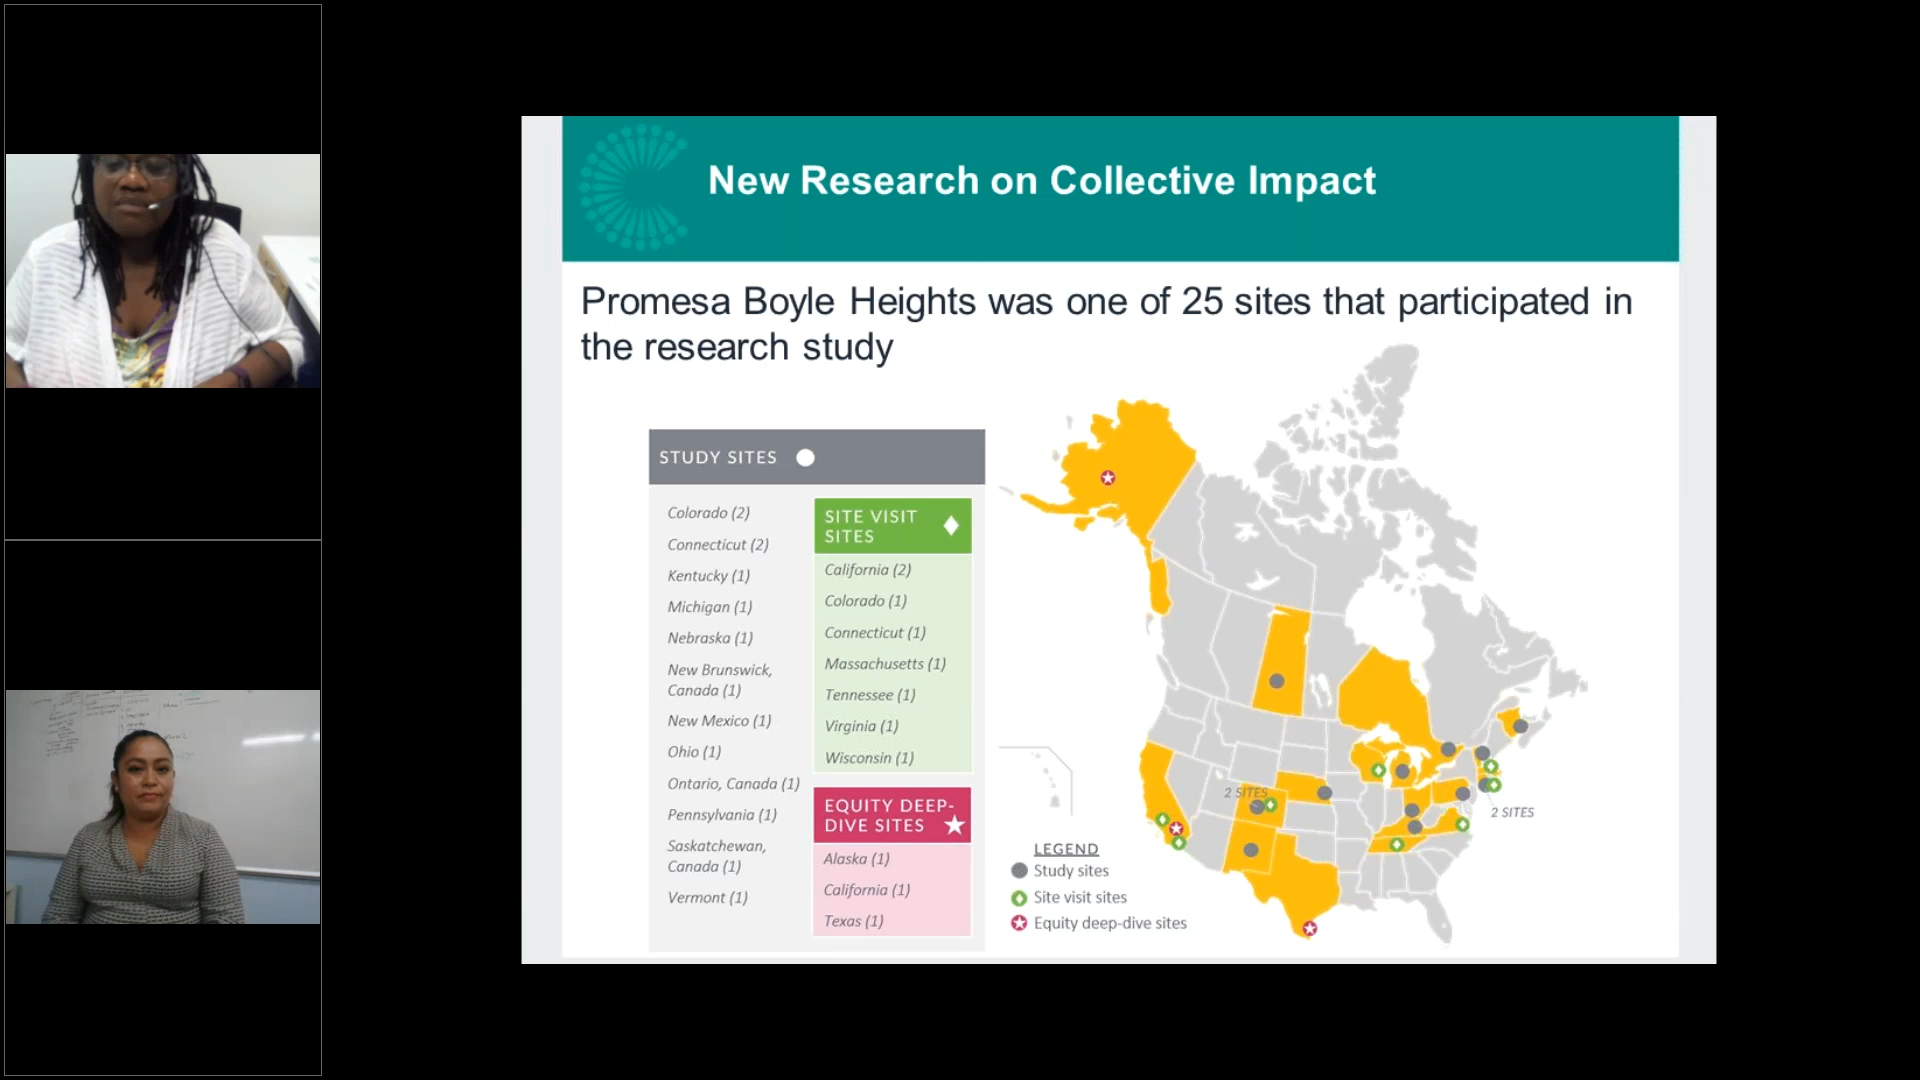 New Research on Collective Impact
Promesa Boyle Heights was one of 25 sites that participated in
the research study
STUDY SITES
Colorado (2)
Connecticut (2)
Kentucky (1)
Michigan (1)
Nebraska (1)
New Brunswick,
Canada (1)
New Mexico (1)
Ohio (1)
Ontario, Canada (1)
Pennsylvania (1)
Saskatchewan,
Canada (1)
Vermont (1)
SITE VISIT
SITES
California (2)
Colorado (1)
Connecticut (1)
Massachusetts (1)
Tennessee (1)
Virginia (1)
Wisconsin (1)
EQUITY DEEP-
DIVE SITES
Alaska (1)
California (1)
Texas (1)
2 SITES
2 SITES
LEGEND
Study sites
Site visit sites
Equity deep-dive sites